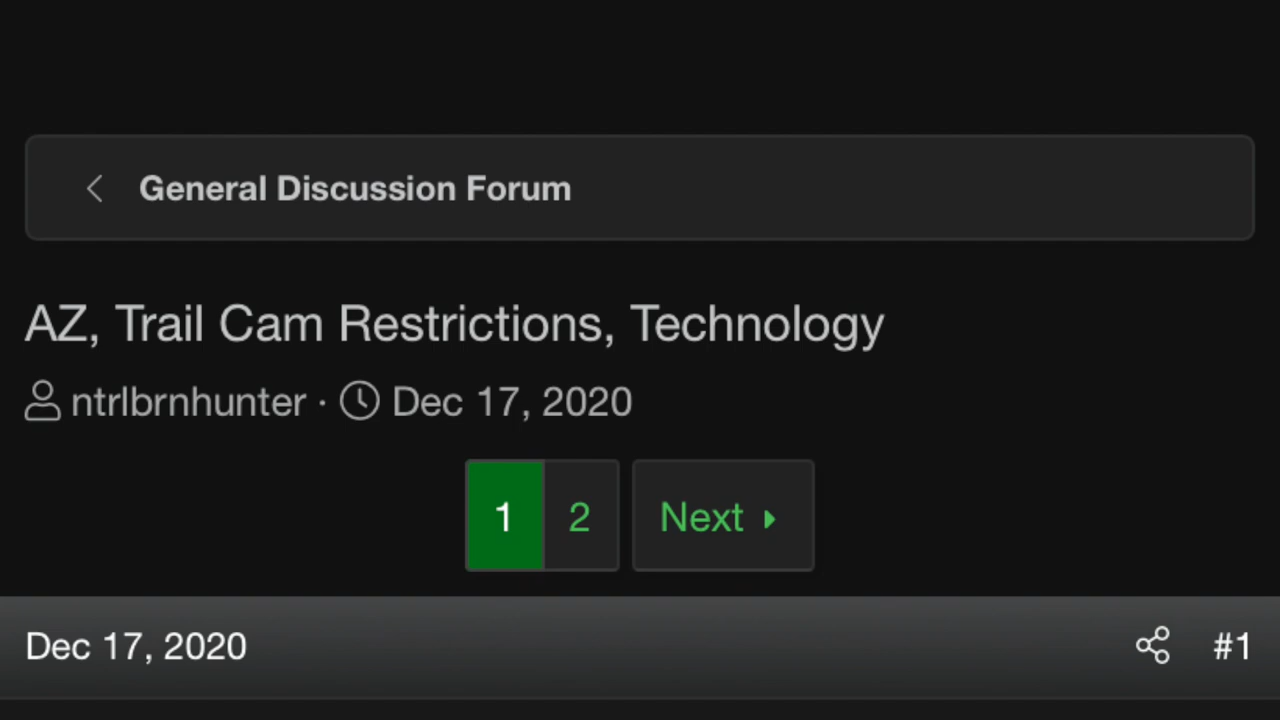 General Discussion Forum
AZ, Trail Cam Restrictions, Technology
ntrlbrnhunter · Dec 17, 2020
1 2 Next
Dec 17, 2020 #1